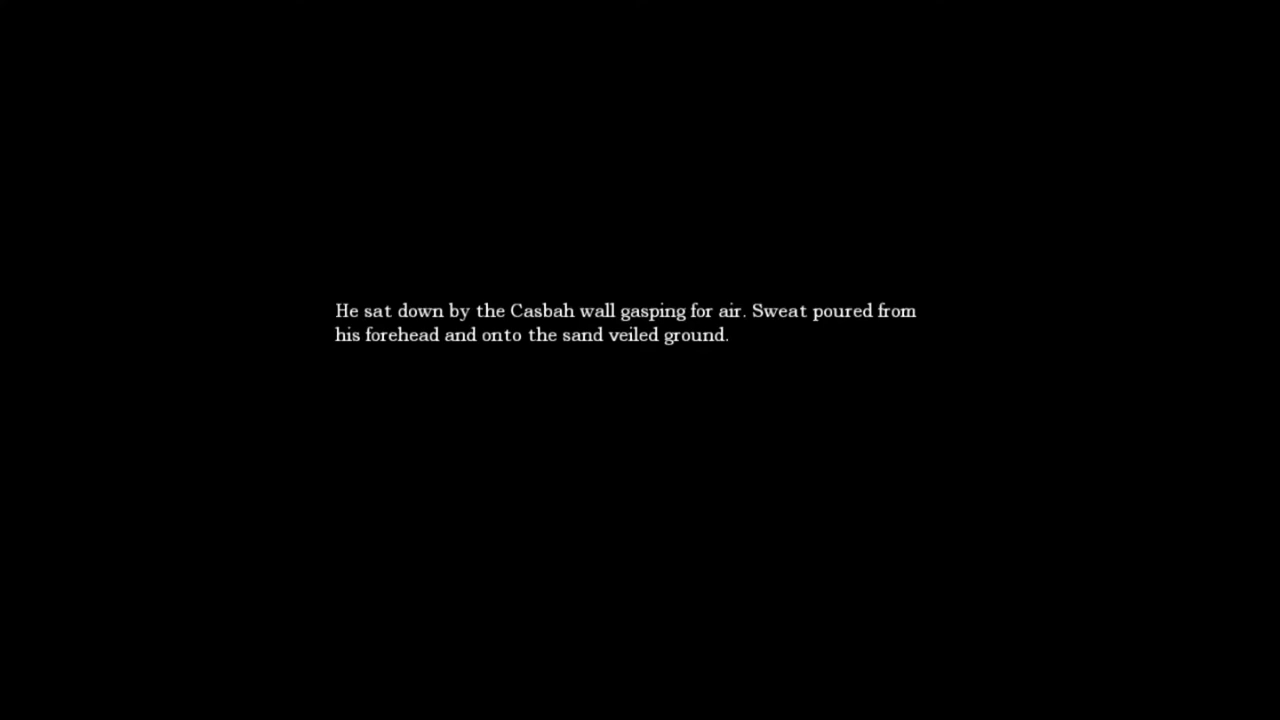 He sat down by the Casbah wall gasping for air. Sweat poured from
his forehead and onto the sand veiled ground.